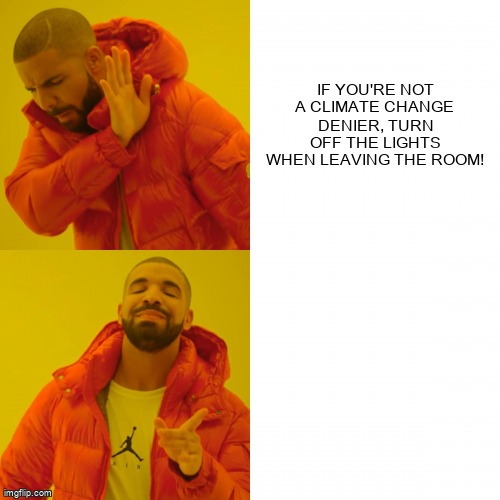 IF YOU'RE NOT
A CLIMATE CHANGE
DENIER, TURN
OFF THE LIGHTS
WHEN LEAVING THE ROOM!
imgflip.com